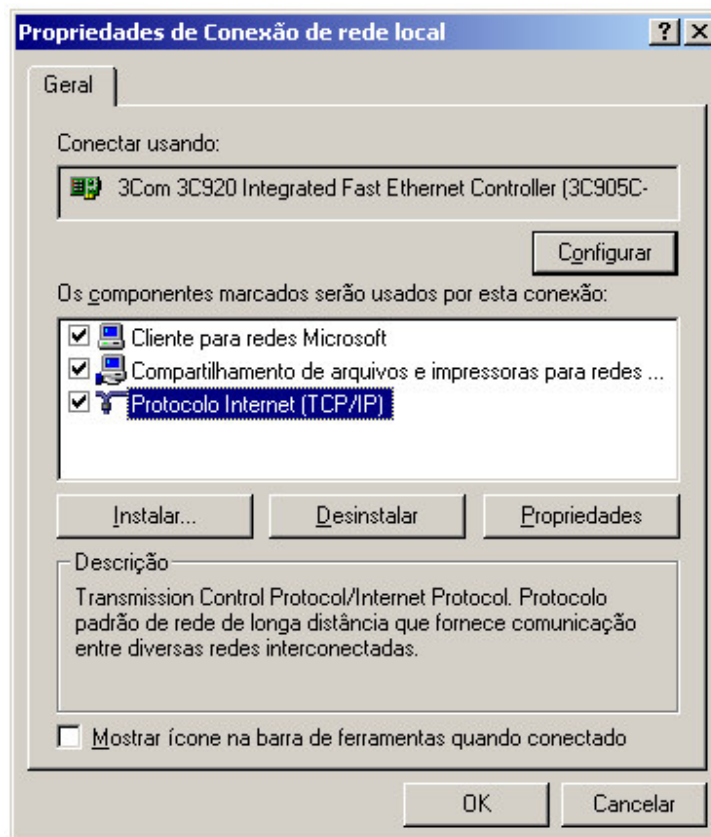 Propriedades de Conexão de rede local
Geral
Conectar usando:
3Com 3C920 Integrated Fast Ethernet Controller (3C905C-
Configurar
Os componentes marcados serão usados por esta conexão:
Cliente para redes Microsoft
Compartilhamento de arquivos e impressoras para redes ...
Protocolo Internet (TCP/IP)
Instalar... Desinstalar Propriedades
Descrição
Transmission Control Protocol/Internet Protocol. Protocolo
padrão de rede de longa distância que fornece comunicação
entre diversas redes interconectadas.
Mostrar ícone na barra de ferramentas quando conectado
OK Cancelar